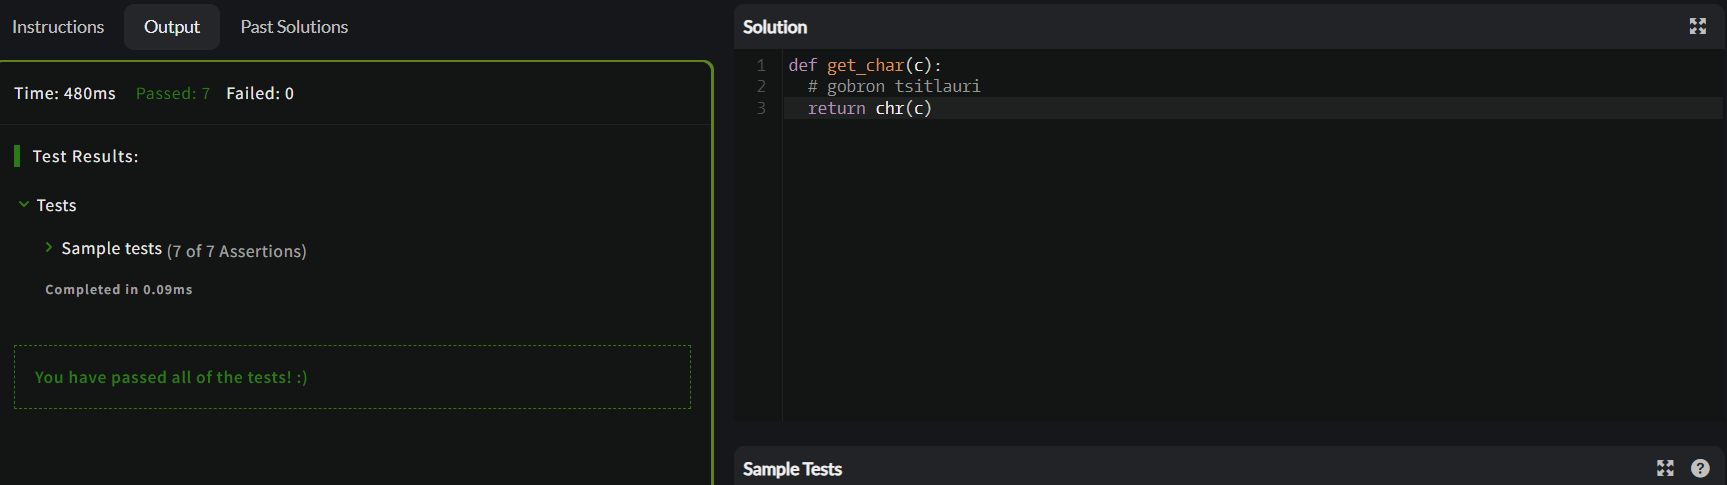 Instructions
Output
Past Solutions
Time: 480ms Passed: 7 Failed: 0
Test Results:
Tests
Sample tests (7 of 7 Assertions)
Completed in 0.09ms
You have passed all of the tests! :)
Solution
1 def get_char(c):
2 # gobron tsitlauri
3 return chr(c)
Sample Tests
?